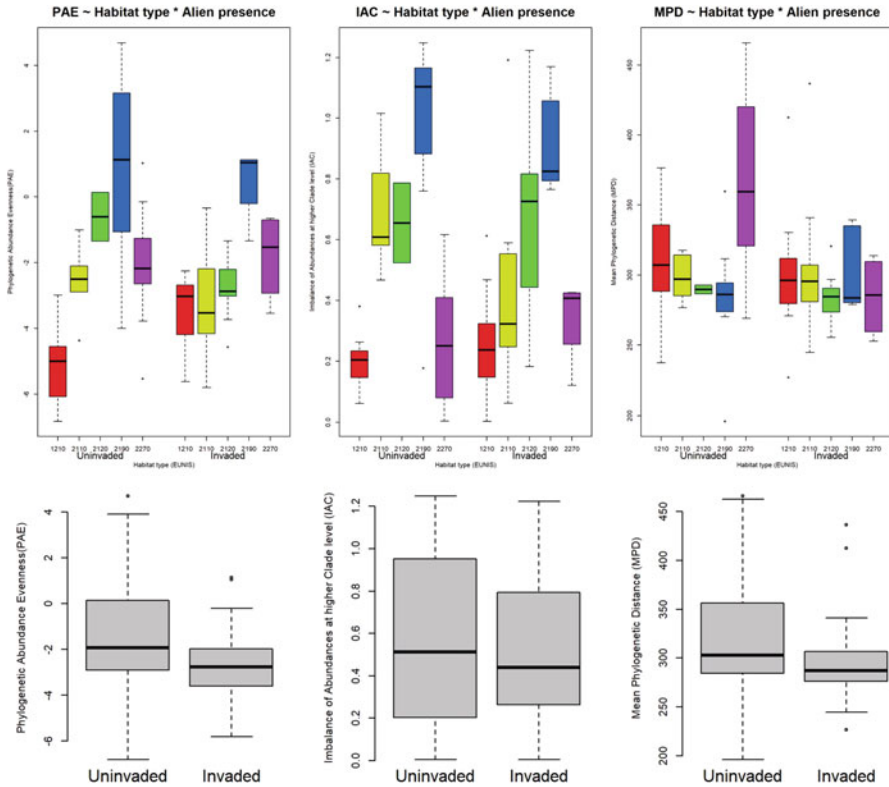 PAE ~ Habitat type * Alien presence
Phylogenetic Abundance Evenness(PAE)
4
2
0
-2
-4
-6
1210 2110 2120 2190 2270 1210 2110 2120 2190 2270
Uninvaded Invaded
Habitat type (EUNIS)
IAC ~ Habitat type * Alien presence
Imbalance of Abundances at higher Clade level (IAC)
1.2
1.0
0.8
0.6
0.4
0.2
0.0
1210 2110 2120 2190 2270 1210 2110 2120 2190 2270
Uninvaded Invaded
Habitat type (EUNIS)
MPD ~ Habitat type * Alien presence
Mean Phylogenetic Distance (MPD)
450
400
350
300
250
200
1210 2110 2120 2190 2270 1210 2110 2120 2190 2270
Uninvaded Invaded
Habitat type (EUNIS)
Phylogenetic Abundance Evenness(PAE)
4
2
0
-2
-4
-6
Uninvaded Invaded
Imbalance of Abundances at higher Clade level (IAC)
1.2
1.0
0.8
0.6
0.4
0.2
0.0
Uninvaded Invaded
Mean Phylogenetic Distance (MPD)
450
400
350
300
250
200
Uninvaded Invaded